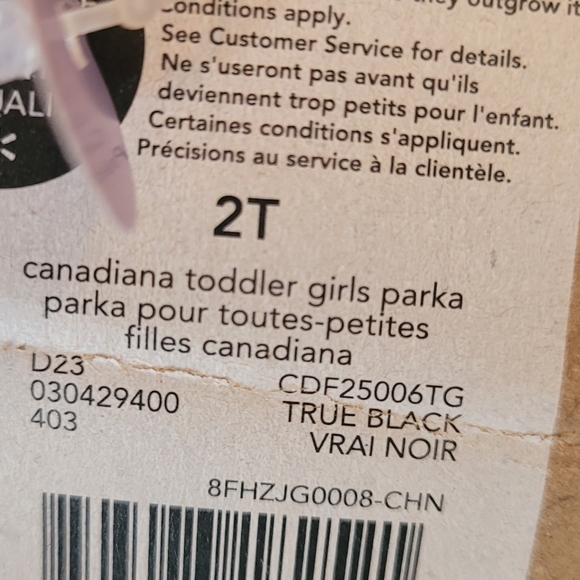 outgrow it
Conditions apply.
See Customer Service for details.
Ne s'useront pas avant qu'ils
deviennent trop petits pour l'enfant.
Certaines conditions s'appliquent.
Précisions au service à la clientèle.
2T
canadiana toddler girls parka
parka pour toutes-petites
filles canadiana
D23 CDF25006TG
030429400 TRUE BLACK
403 VRAI NOIR
8FHZJG0008-CHN